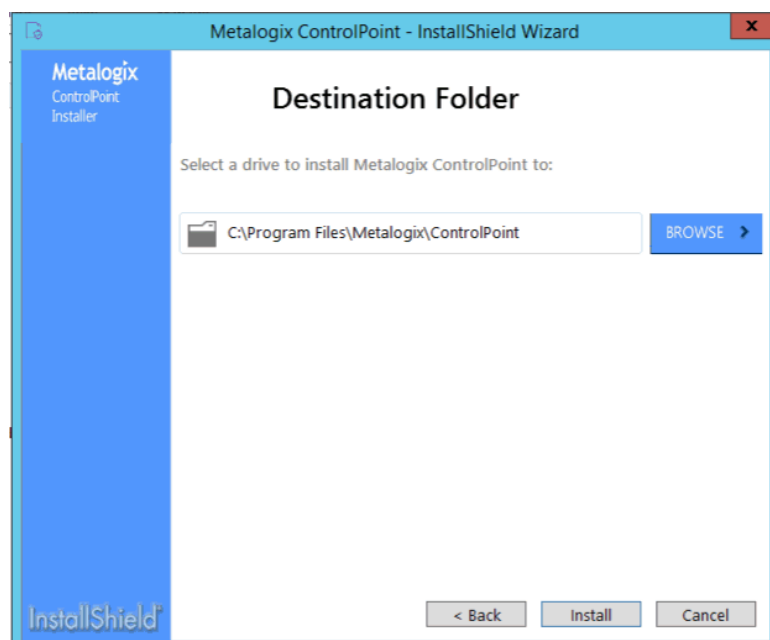 Metalogix ControlPoint - InstallShield Wizard
x
Metalogix
ControlPoint
Installer
Destination Folder
Select a drive to install Metalogix ControlPoint to:
C:\Program Files\Metalogix\ControlPoint
BROWSE >
InstallShield
< Back
Install
Cancel